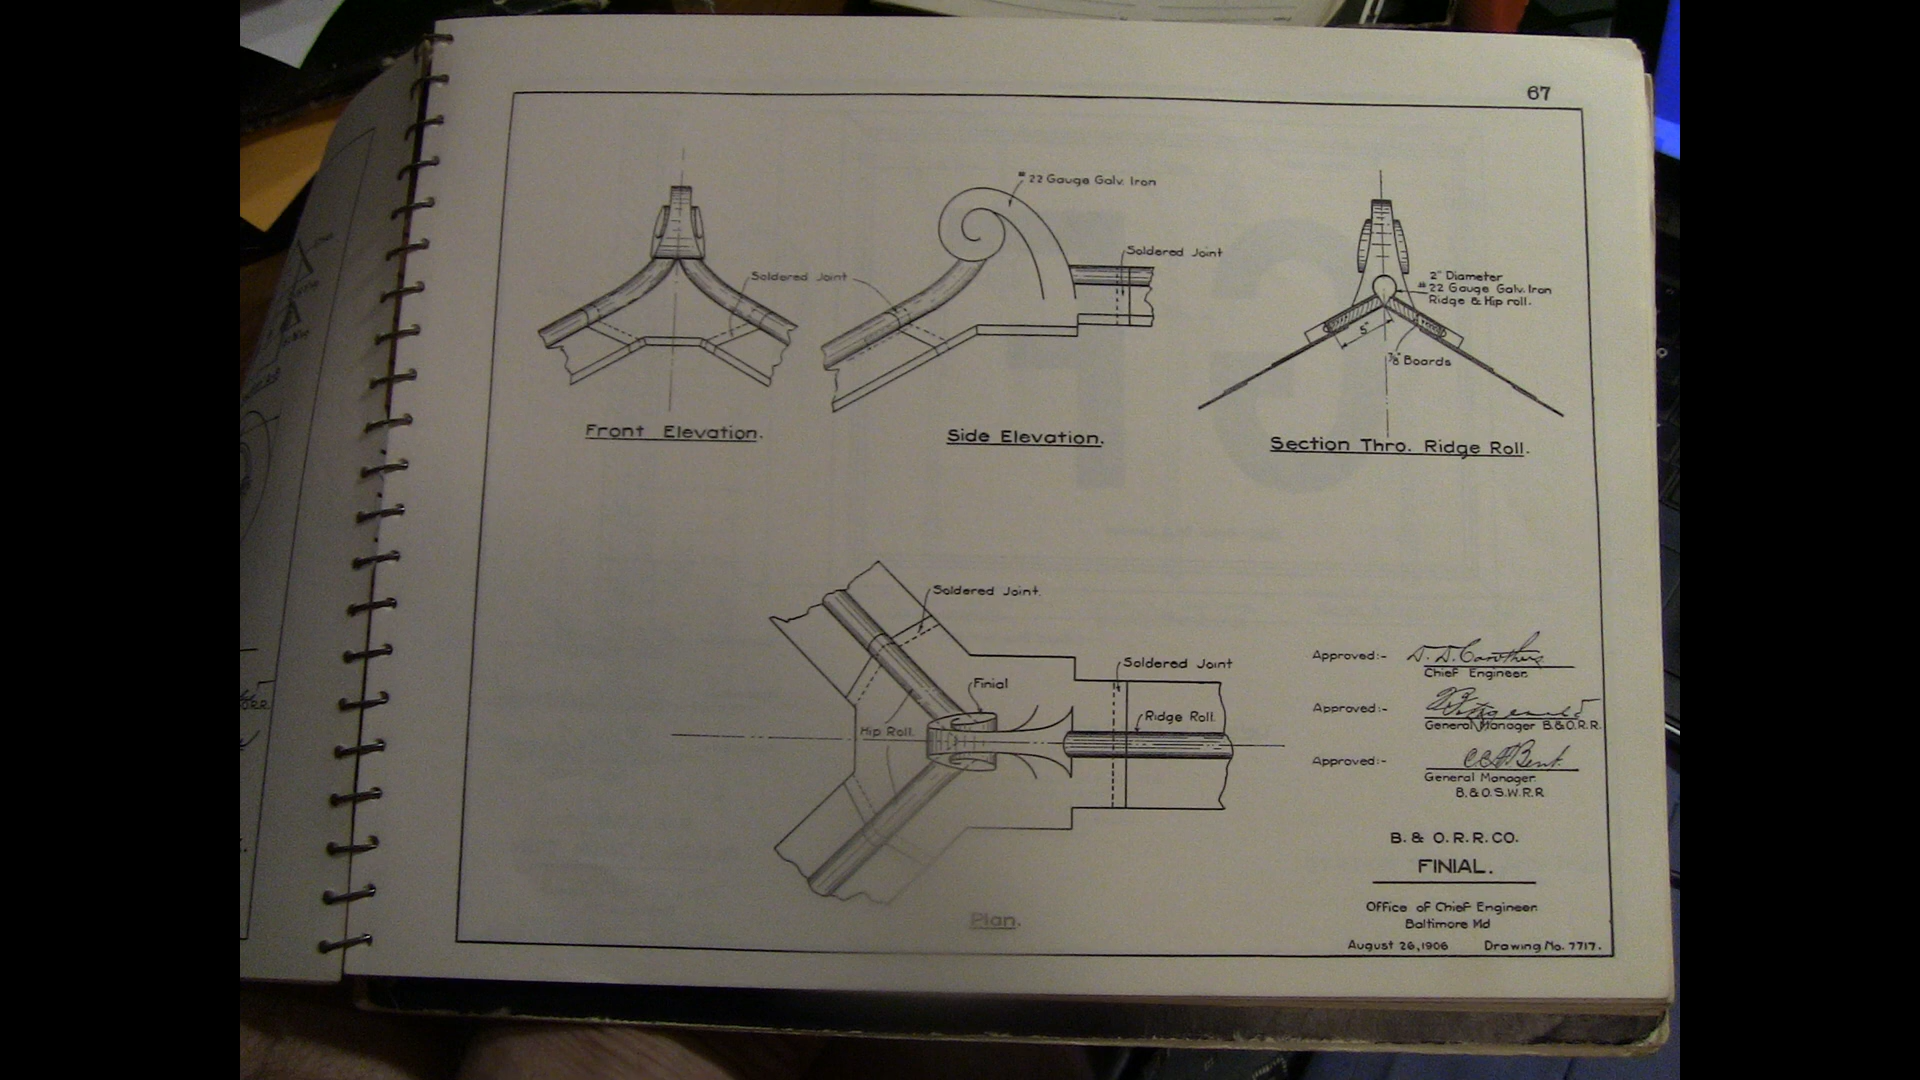 67
# 22 Gauge Galv. Iron
Soldered Joint
Soldered Joint
2" Diameter
# 22 Gauge Galv. Iron
Ridge & Hip roll.
5"
7/8" Boards
Front Elevation.
Side Elevation.
Section Thro. Ridge Roll.
Soldered Joint.
Soldered Joint
Finial
Ridge Roll.
Hip Roll.
Plan.
Approved:-
Chief Engineer.
Approved:-
General Manager B.&O.R.R.
Approved:-
General Manager.
B.&O.S.W.R.R.
B. & O. R. R. CO.
FINIAL.
Office of Chief Engineer.
Baltimore Md
August 26, 1906 Drawing No. 7717.